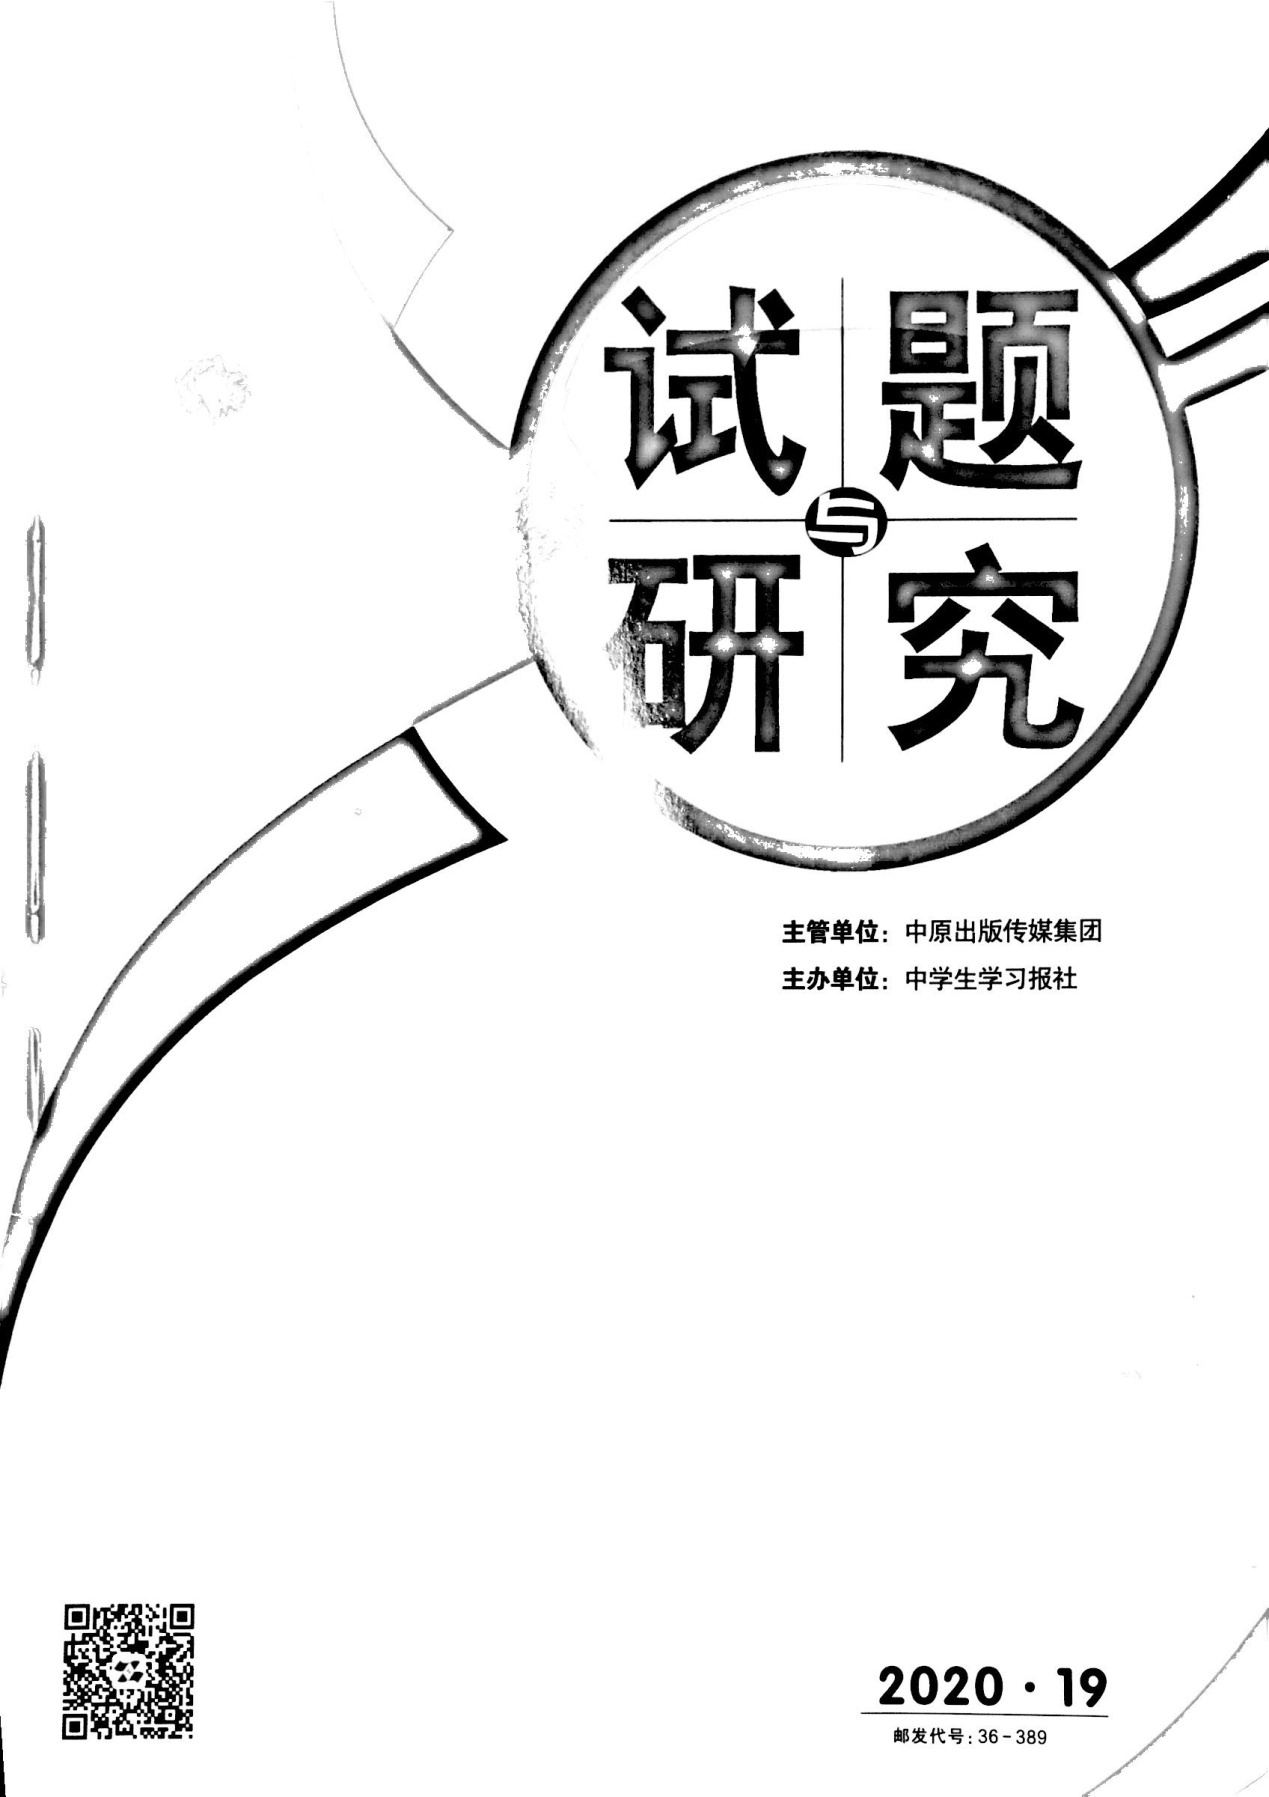 试题
与
研究
主管单位：中原出版传媒集团
主办单位：中学生学习报社
2020·19
邮发代号：36-389